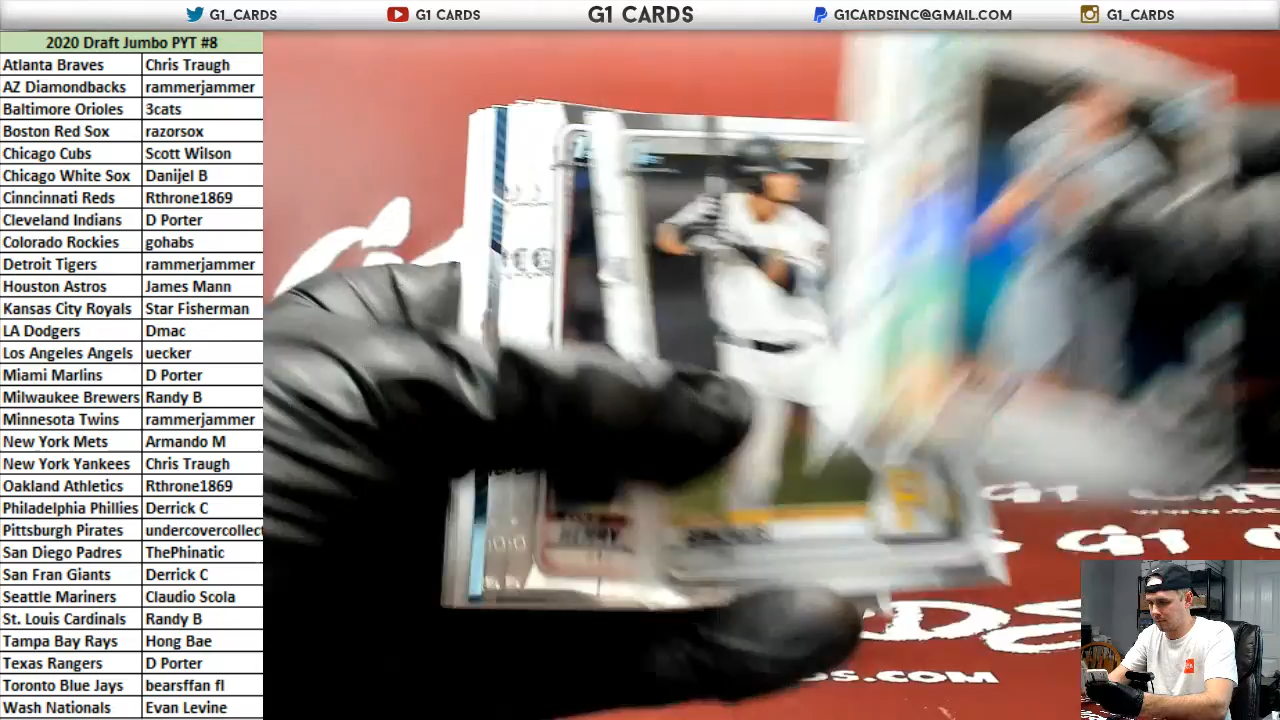 G1_CARDS G1 CARDS G1 CARDS G1CARDSINC@GMAIL.COM G1_CARDS
2020 Draft Jumbo PYT #8
Atlanta Braves Chris Traugh
AZ Diamondbacks rammerjammer
Baltimore Orioles 3cats
Boston Red Sox razorsox
Chicago Cubs Scott Wilson
Chicago White Sox Danijel B
Cinncinnati Reds Rthrone1869
Cleveland Indians D Porter
Colorado Rockies gohabs
Detroit Tigers rammerjammer
Houston Astros James Mann
Kansas City Royals Star Fisherman
LA Dodgers Dmac
Los Angeles Angels uecker
Miami Marlins D Porter
Milwaukee Brewers Randy B
Minnesota Twins rammerjammer
New York Mets Armando M
New York Yankees Chris Traugh
Oakland Athletics Rthrone1869
Philadelphia Phillies Derrick C
Pittsburgh Pirates undercovercollect
San Diego Padres ThePhinatic
San Fran Giants Derrick C
Seattle Mariners Claudio Scola
St. Louis Cardinals Randy B
Tampa Bay Rays Hong Bae
Texas Rangers D Porter
Toronto Blue Jays bearsffan fl
Wash Nationals Evan Levine
HENRY